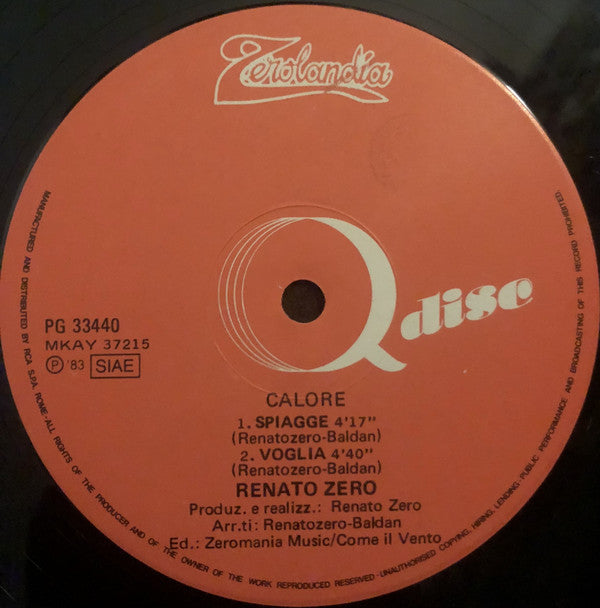 Zerolandia
Q disc
PG 33440
MKAY 37215
Ⓟ '83 SIAE
CALORE
1. SPIAGGE 4'17"
(Renatozero-Baldan)
2. VOGLIA 4'40"
(Renatozero-Baldan)
RENATO ZERO
Produz. e realizz.: Renato Zero
Arr.ti: Renatozero-Baldan
Ed.: Zeromania Music/Come il Vento
MANUFACTURED AND DISTRIBUTED BY RCA S.P.A. ROME-ALL RIGHTS OF THE PRODUCER AND OF THE OWNER OF THE WORK REPRODUCED RESERVED-UNAUTHORISED COPYING, HIRING, LENDING-PUBLIC PERFORMANCE AND BROADCASTING OF THIS RECORD PROHIBITED.